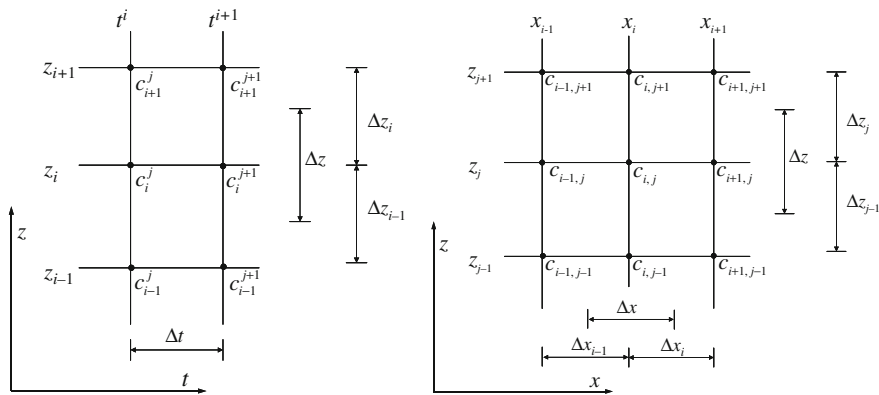 t^i t^{i+1}
z_{i+1} c_{i+1}^{j} c_{i+1}^{j+1}
Δz_i
Δz
z_i c_i^{j} c_i^{j+1}
Δz_{i-1}
z
z_{i-1} c_{i-1}^{j} c_{i-1}^{j+1}
Δt
t
x_{i-1} x_i x_{i+1}
z_{j+1} c_{i-1, j+1} c_{i, j+1} c_{i+1, j+1}
Δz_j
Δz
z_j c_{i-1, j} c_{i, j} c_{i+1, j}
Δz_{j-1}
z
z_{j-1} c_{i-1, j-1} c_{i, j-1} c_{i+1, j-1}
Δx
Δx_{i-1} Δx_i
x